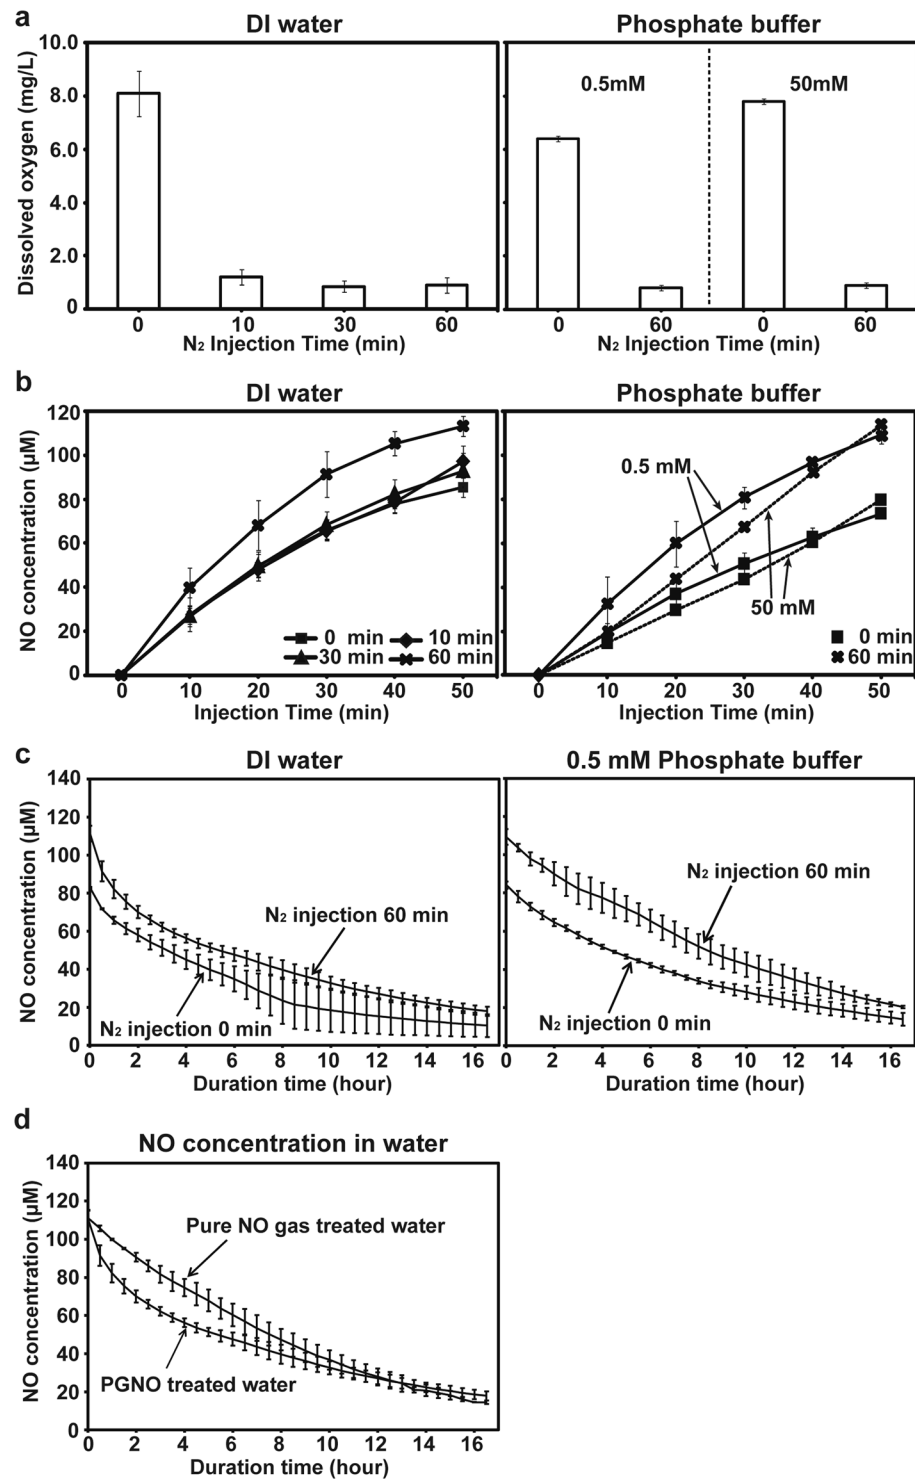 a
DI water
Phosphate buffer
Dissolved oxygen (mg/L)
10.0
8.0
6.0
4.0
2.0
0
0.5mM
50mM
0 10 30 60
0 60 0 60
N2 Injection Time (min)
N2 Injection Time (min)
b
DI water
Phosphate buffer
NO concentration (µM)
120
100
80
60
40
20
0
0 min
10 min
30 min
60 min
0.5 mM
50 mM
0 min
60 min
0 10 20 30 40 50
0 10 20 30 40 50
Injection Time (min)
Injection Time (min)
c
DI water
0.5 mM Phosphate buffer
NO concentration (µM)
140
120
100
80
60
40
20
0
N2 injection 60 min
N2 injection 0 min
N2 injection 60 min
N2 injection 0 min
0 2 4 6 8 10 12 14 16
0 2 4 6 8 10 12 14 16
Duration time (hour)
Duration time (hour)
d
NO concentration in water
NO concentration (µM)
140
120
100
80
60
40
20
0
Pure NO gas treated water
PGNO treated water
0 2 4 6 8 10 12 14 16
Duration time (hour)